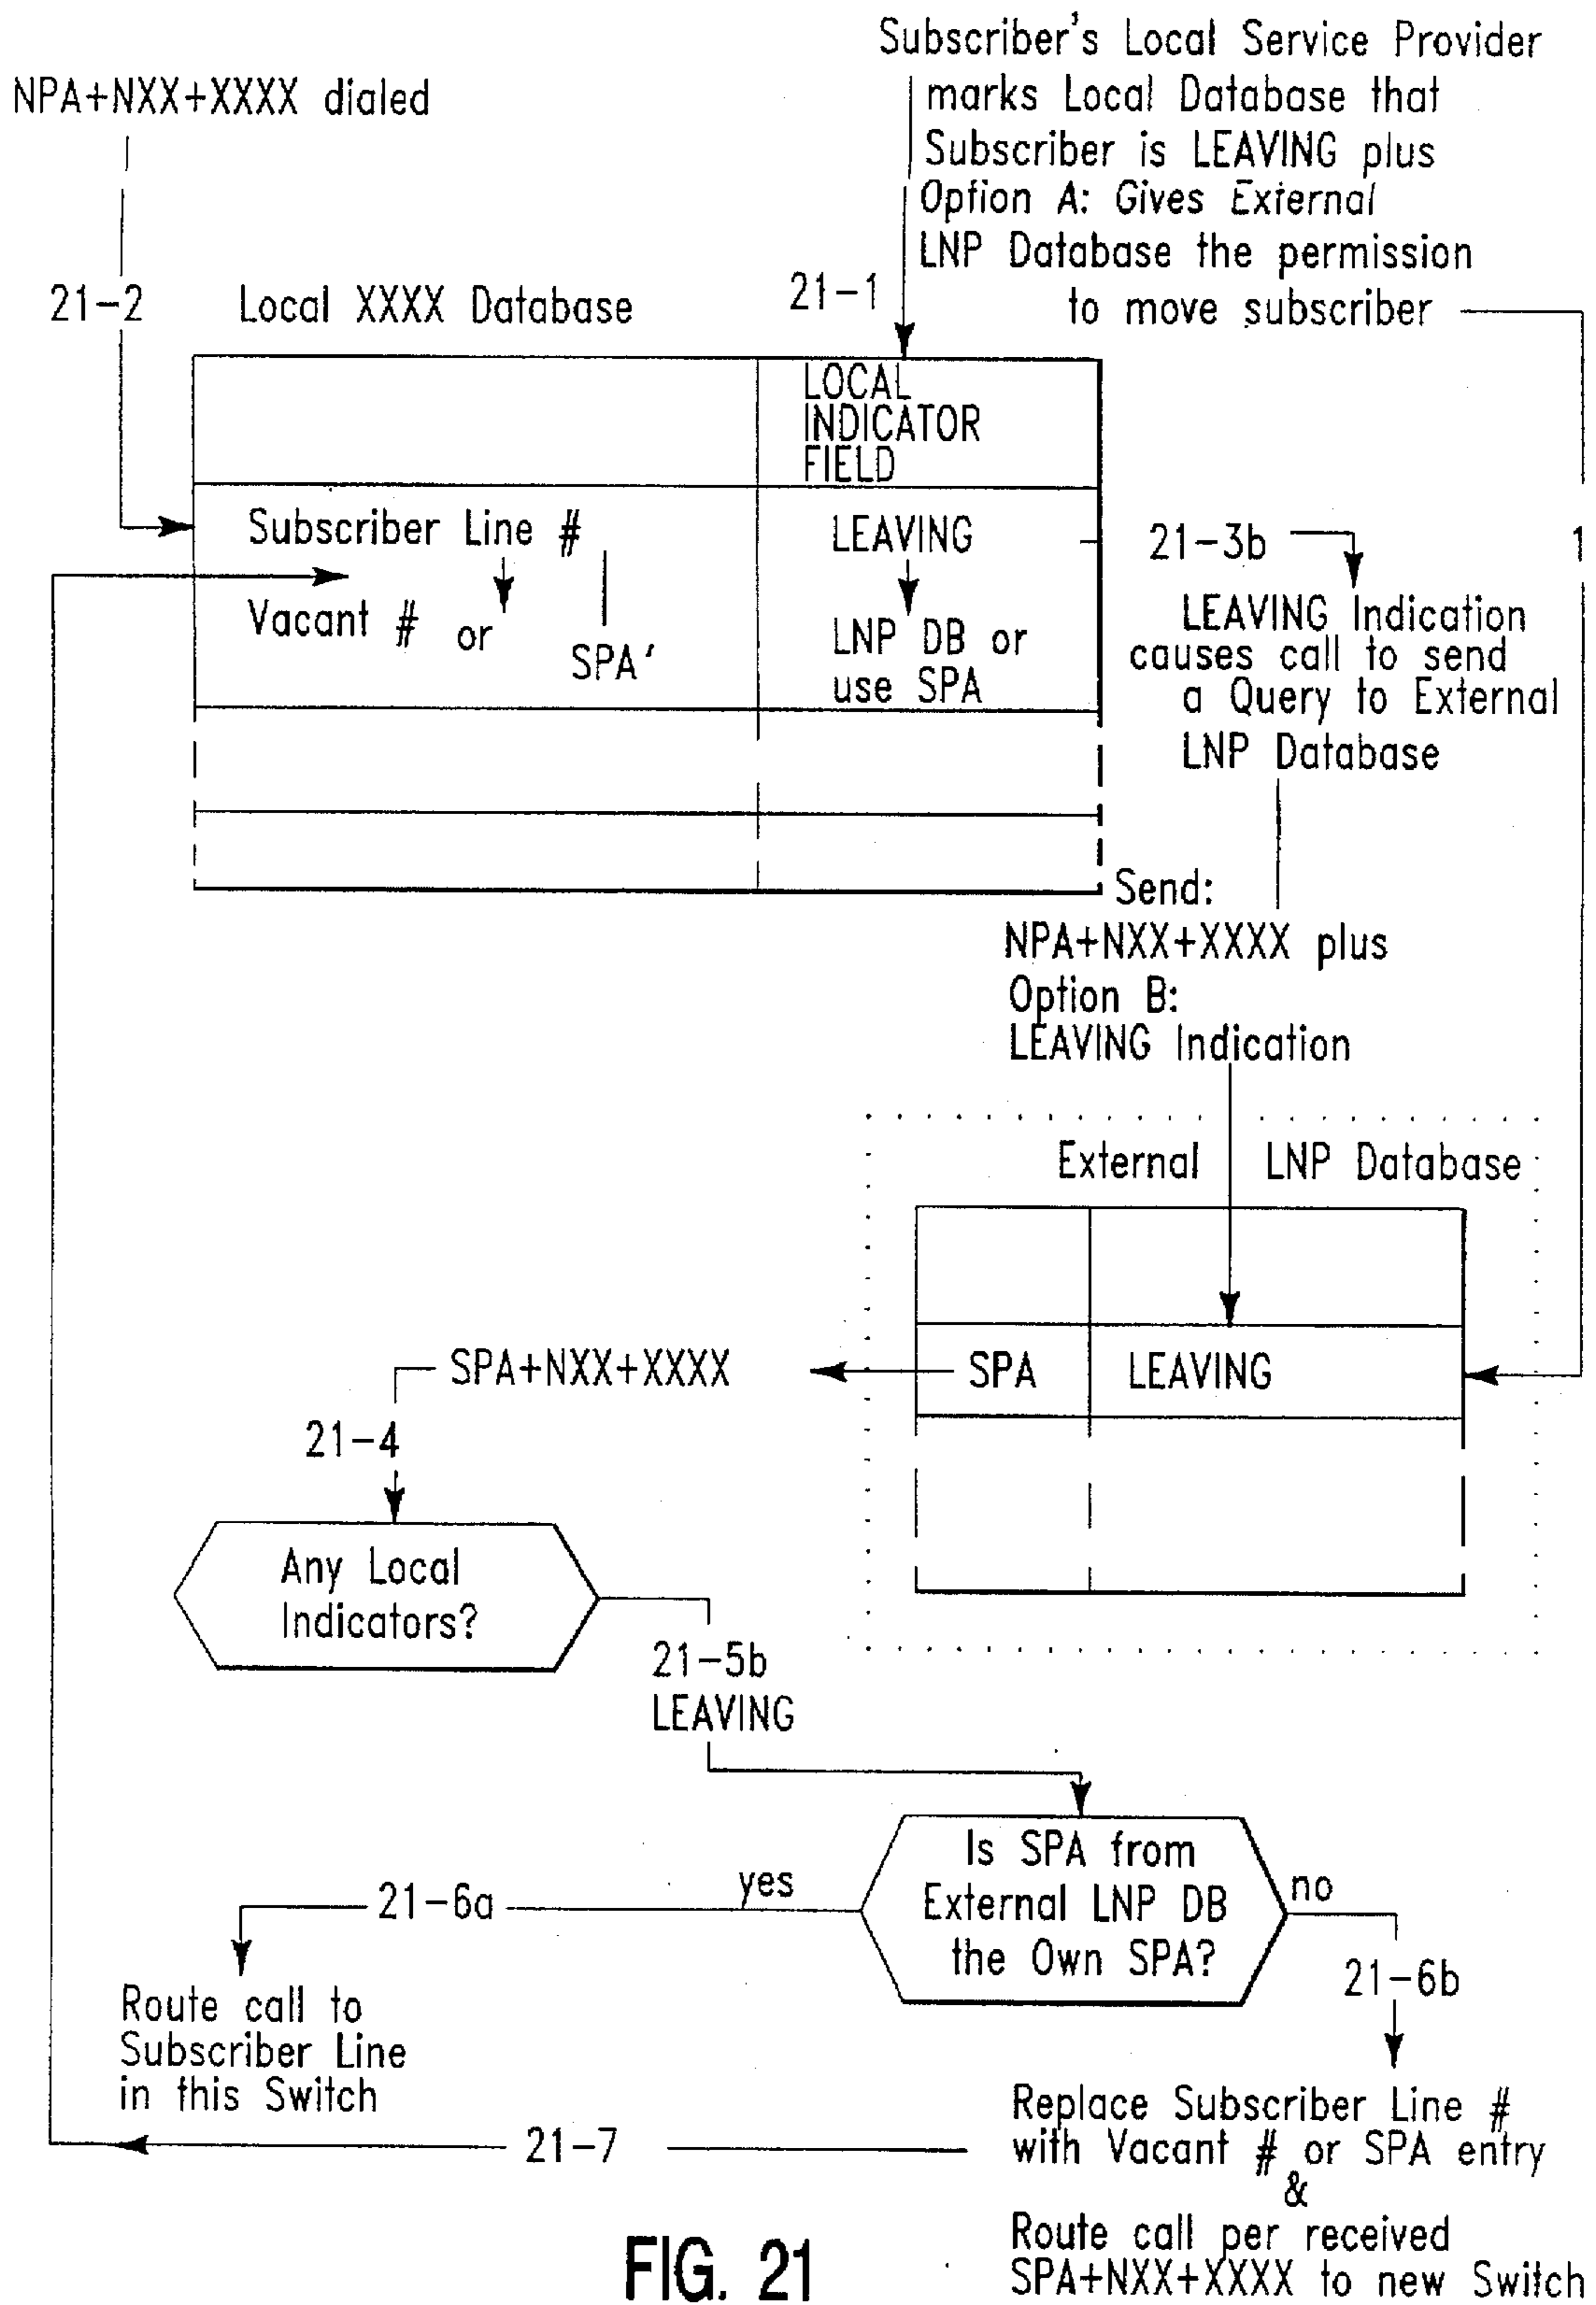 Subscriber's Local Service Provider
marks Local Database that
Subscriber is LEAVING plus
Option A: Gives External
LNP Database the permission
to move subscriber
NPA+NXX+XXXX dialed
21-2
Local XXXX Database
21-1
LOCAL
INDICATOR
FIELD
Subscriber Line #
Vacant # or
SPA'
LEAVING
LNP DB or
use SPA
21-3b
1
LEAVING Indication
causes call to send
a Query to External
LNP Database
Send:
NPA+NXX+XXXX plus
Option B:
LEAVING Indication
External LNP Database
SPA LEAVING
SPA+NXX+XXXX
21-4
Any Local
Indicators?
21-5b
LEAVING
Is SPA from
External LNP DB
the Own SPA?
yes
no
21-6a
21-6b
Route call to
Subscriber Line
in this Switch
Replace Subscriber Line #
with Vacant # or SPA entry
&
Route call per received
SPA+NXX+XXXX to new Switch
21-7
FIG. 21